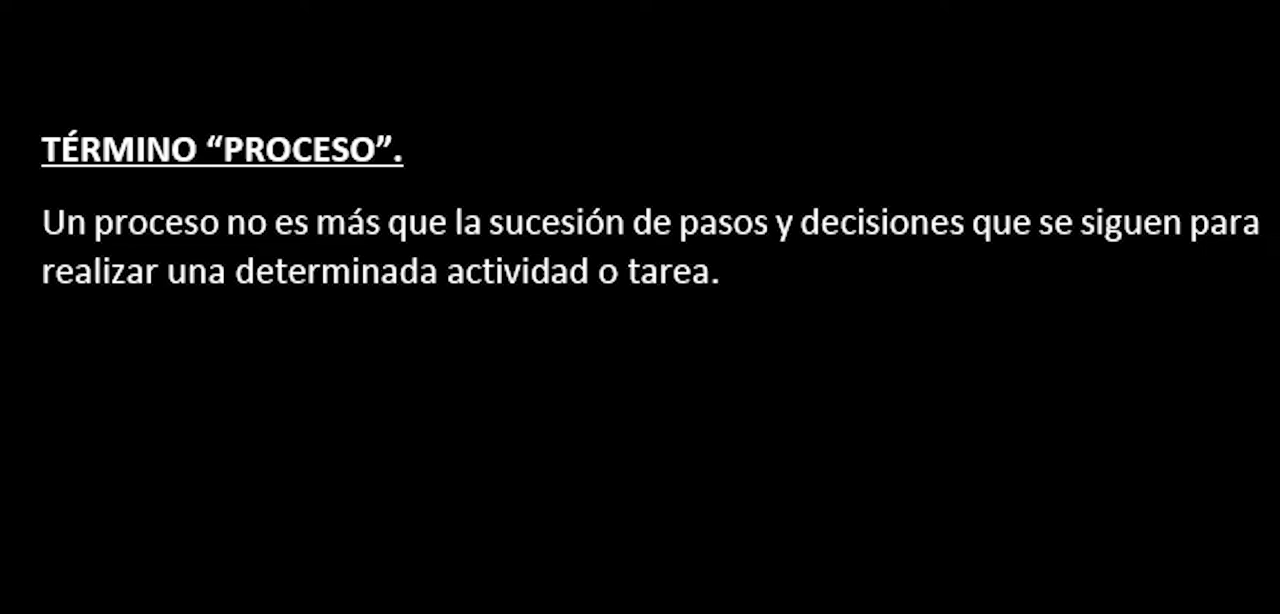 TÉRMINO “PROCESO”.
Un proceso no es más que la sucesión de pasos y decisiones que se siguen para
realizar una determinada actividad o tarea.